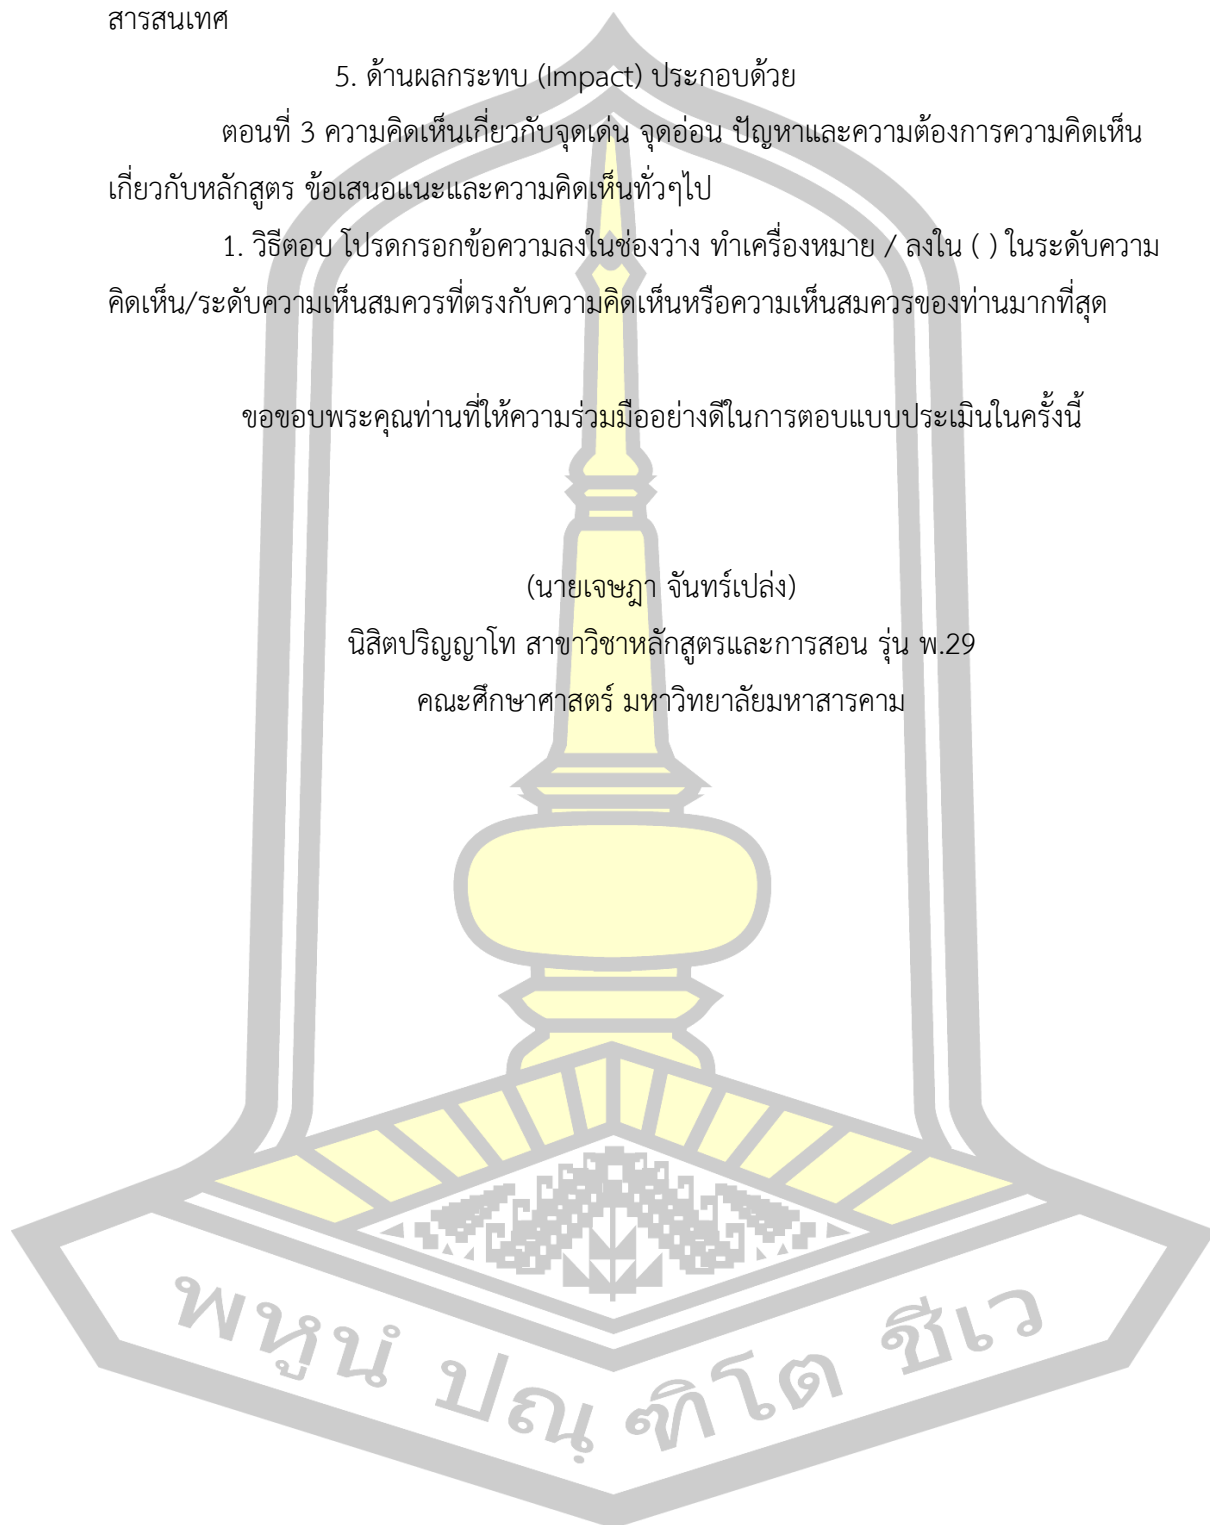 สารสนเทศ
5. ด้านผลกระทบ (Impact) ประกอบด้วย
ตอนที่ 3 ความคิดเห็นเกี่ยวกับจุดเด่น จุดอ่อน ปัญหาและความต้องการความคิดเห็น
เกี่ยวกับหลักสูตร ข้อเสนอแนะและความคิดเห็นทั่วๆไป
1. วิธีตอบ โปรดกรอกข้อความลงในช่องว่าง ทำเครื่องหมาย / ลงใน ( ) ในระดับความ
คิดเห็น/ระดับความเห็นสมควรที่ตรงกับความคิดเห็นหรือความเห็นสมควรของท่านมากที่สุด
ขอขอบพระคุณท่านที่ให้ความร่วมมืออย่างดีในการตอบแบบประเมินในครั้งนี้
(นายเจษฎา จันทร์เปล่ง)
นิสิตปริญญาโท สาขาวิชาหลักสูตรและการสอน รุ่น พ.29
คณะศึกษาศาสตร์ มหาวิทยาลัยมหาสารคาม
พหูนํ ปณฺ ฑิโต ชีเว